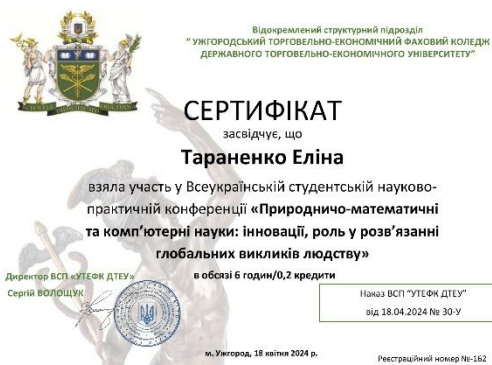 Відокремлений структурний підрозділ
"УЖГОРОДСЬКИЙ ТОРГОВЕЛЬНО-ЕКОНОМІЧНИЙ ФАХОВИЙ КОЛЕДЖ
ДЕРЖАВНОГО ТОРГОВЕЛЬНО-ЕКОНОМІЧНОГО УНІВЕРСИТЕТУ"
СЕРТИФІКАТ
засвідчує, що
Тараненко Еліна
взяла участь у Всеукраїнській студентській науково-
практичній конференції «Природничо-математичні
та комп'ютерні науки: інновації, роль у розв'язанні
глобальних викликів людству»
в обсязі 6 годин/0,2 кредити
Директор ВСП «УТЕФК ДТЕУ»
Сергій ВОЛОЩУК
Наказ ВСП "УТЕФК ДТЕУ"
від 18.04.2024 № 30-У
м. Ужгород, 18 квітня 2024 р.
Реєстраційний номер №-162